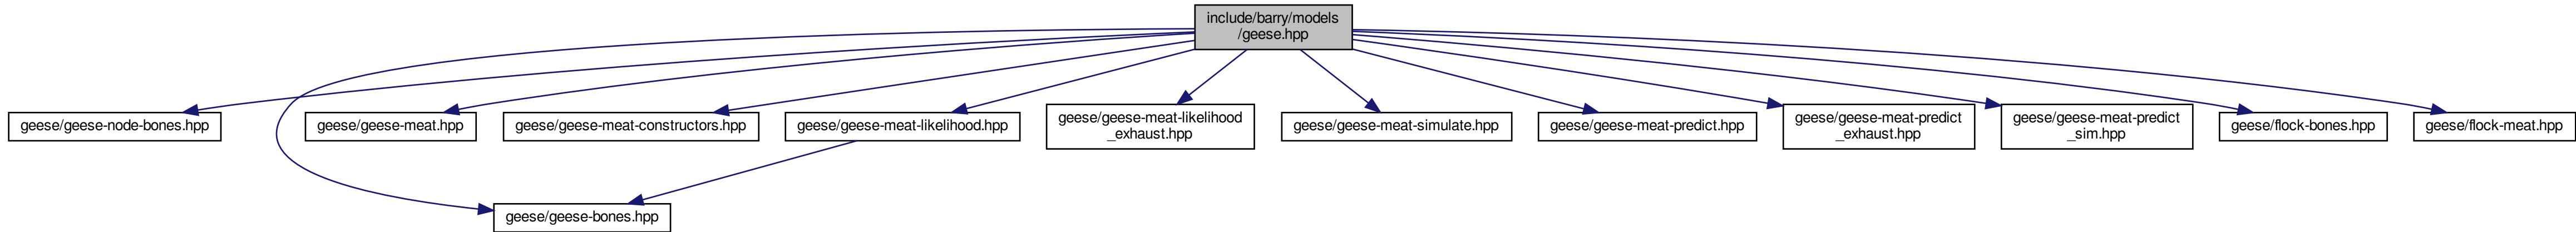 include/barry/models
/geese.hpp
geese/geese-node-bones.hpp
geese/geese-meat.hpp
geese/geese-meat-constructors.hpp
geese/geese-meat-likelihood.hpp
geese/geese-meat-likelihood
_exhaust.hpp
geese/geese-meat-simulate.hpp
geese/geese-meat-predict.hpp
geese/geese-meat-predict
_exhaust.hpp
geese/geese-meat-predict
_sim.hpp
geese/flock-bones.hpp
geese/flock-meat.hpp
geese/geese-bones.hpp